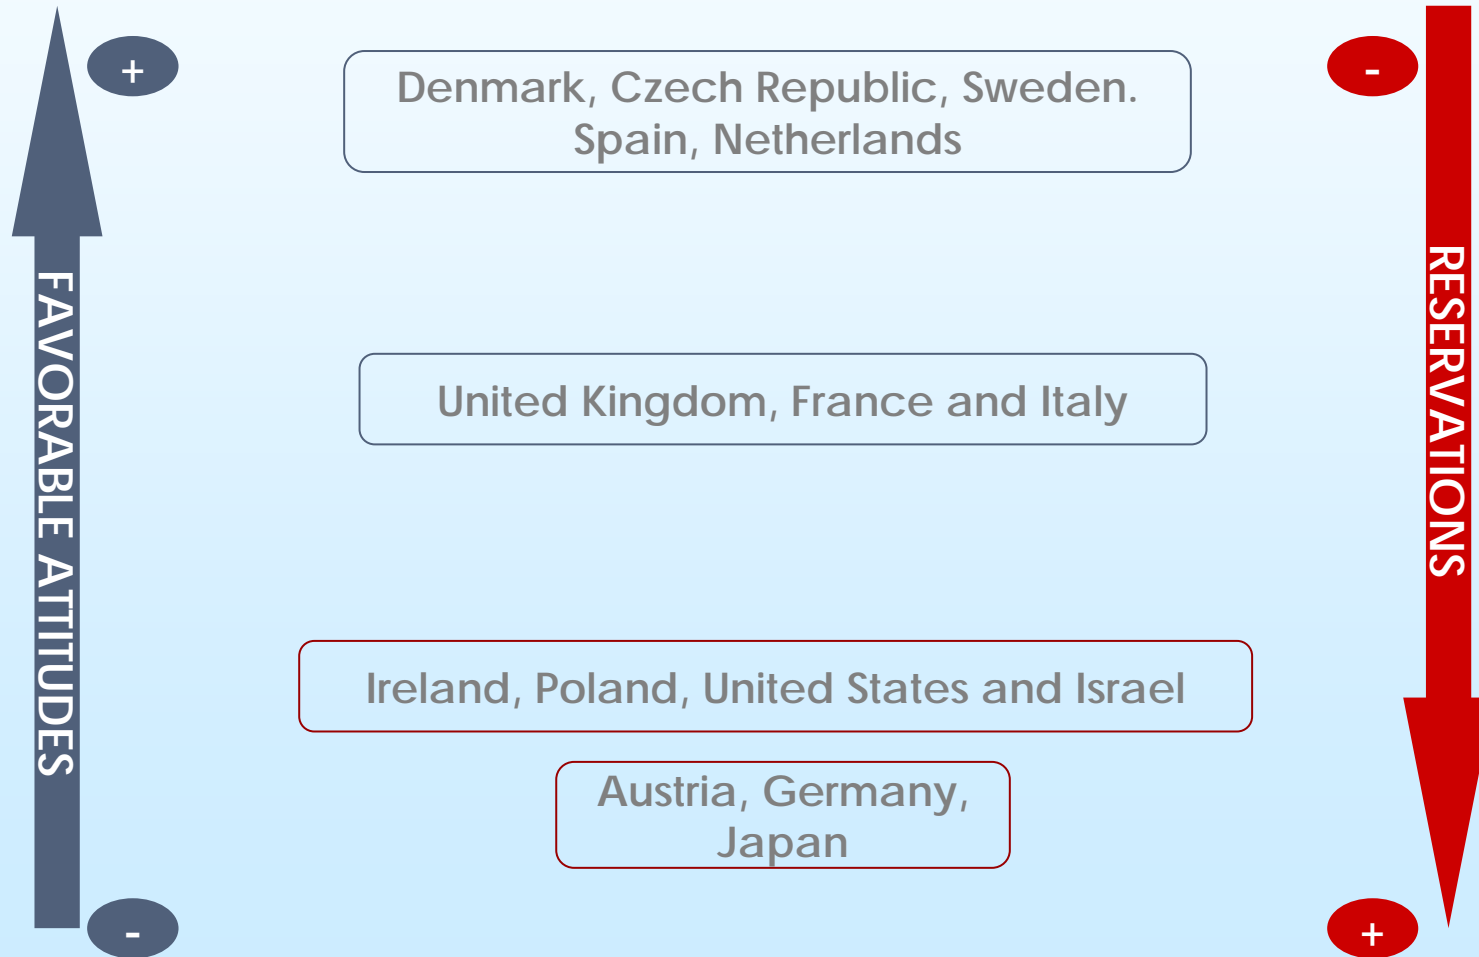 +
-
Denmark, Czech Republic, Sweden.
Spain, Netherlands
FAVORABLE ATTITUDES
RESERVATIONS
United Kingdom, France and Italy
Ireland, Poland, United States and Israel
Austria, Germany,
Japan
-
+